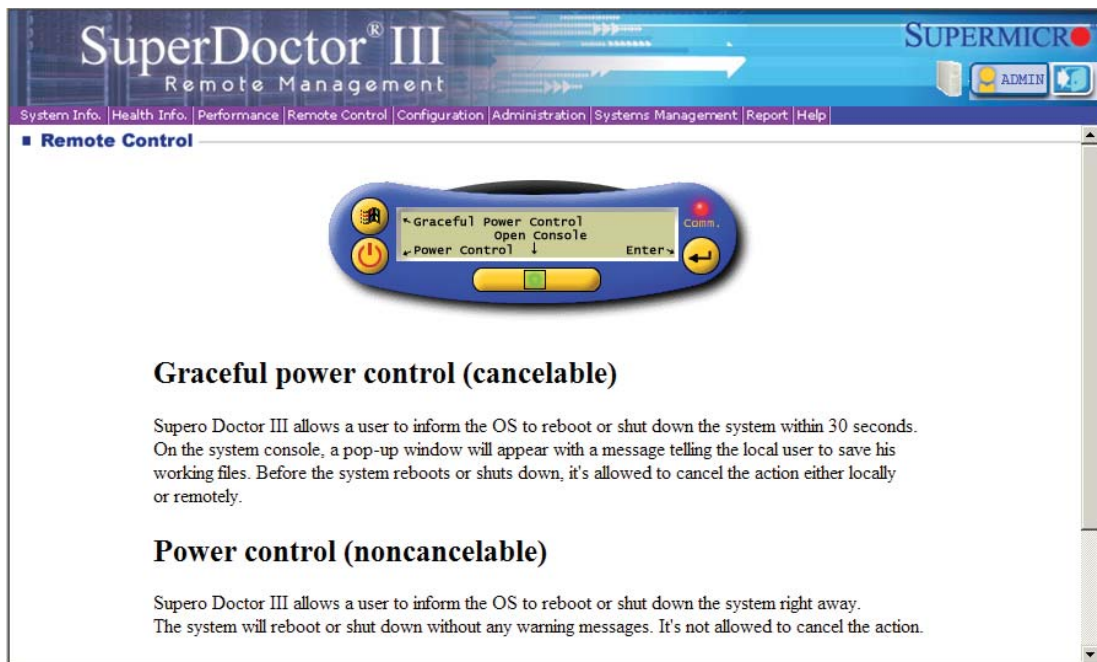 SuperDoctor® III
Remote Management
SUPERMICR
ADMIN
System Info. Health Info. Performance Remote Control Configuration Administration Systems Management Report Help
Remote Control
Graceful Power Control
Open Console
Power Control ↓ Enter
Comm.
Graceful power control (cancelable)
Supero Doctor III allows a user to inform the OS to reboot or shut down the system within 30 seconds.
On the system console, a pop-up window will appear with a message telling the local user to save his
working files. Before the system reboots or shuts down, it's allowed to cancel the action either locally
or remotely.
Power control (noncancelable)
Supero Doctor III allows a user to inform the OS to reboot or shut down the system right away.
The system will reboot or shut down without any warning messages. It's not allowed to cancel the action.